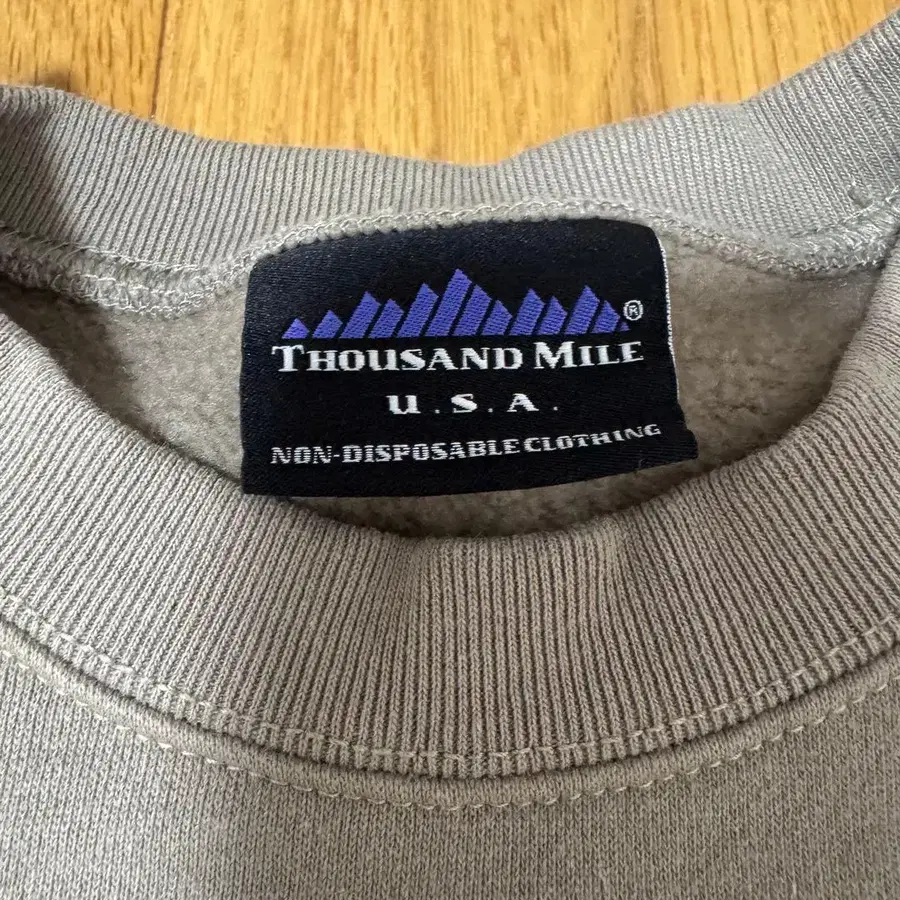 ®
THOUSAND MILE
U.S.A.
NON-DISPOSABLE CLOTHING